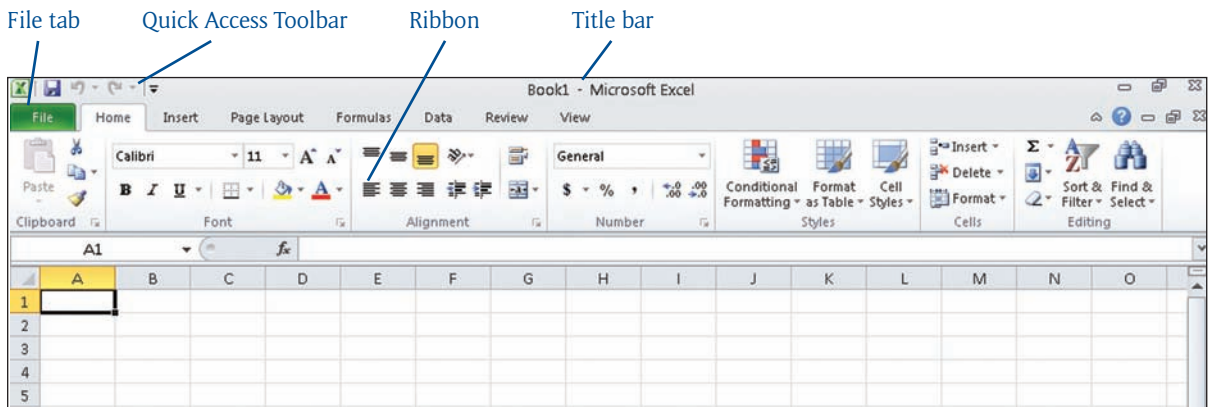 File tab Quick Access Toolbar Ribbon Title bar
Book1 - Microsoft Excel
File Home Insert Page Layout Formulas Data Review View
Calibri 11 A A General Insert Σ A Z
Paste B I U A $ % , .0 .00 .00 .0 Conditional Format Cell Delete Sort & Find &
Formatting as Table Styles Format Filter Select
Clipboard Font Alignment Number Styles Cells Editing
A1 fx
A B C D E F G H I J K L M N O
1
2
3
4
5